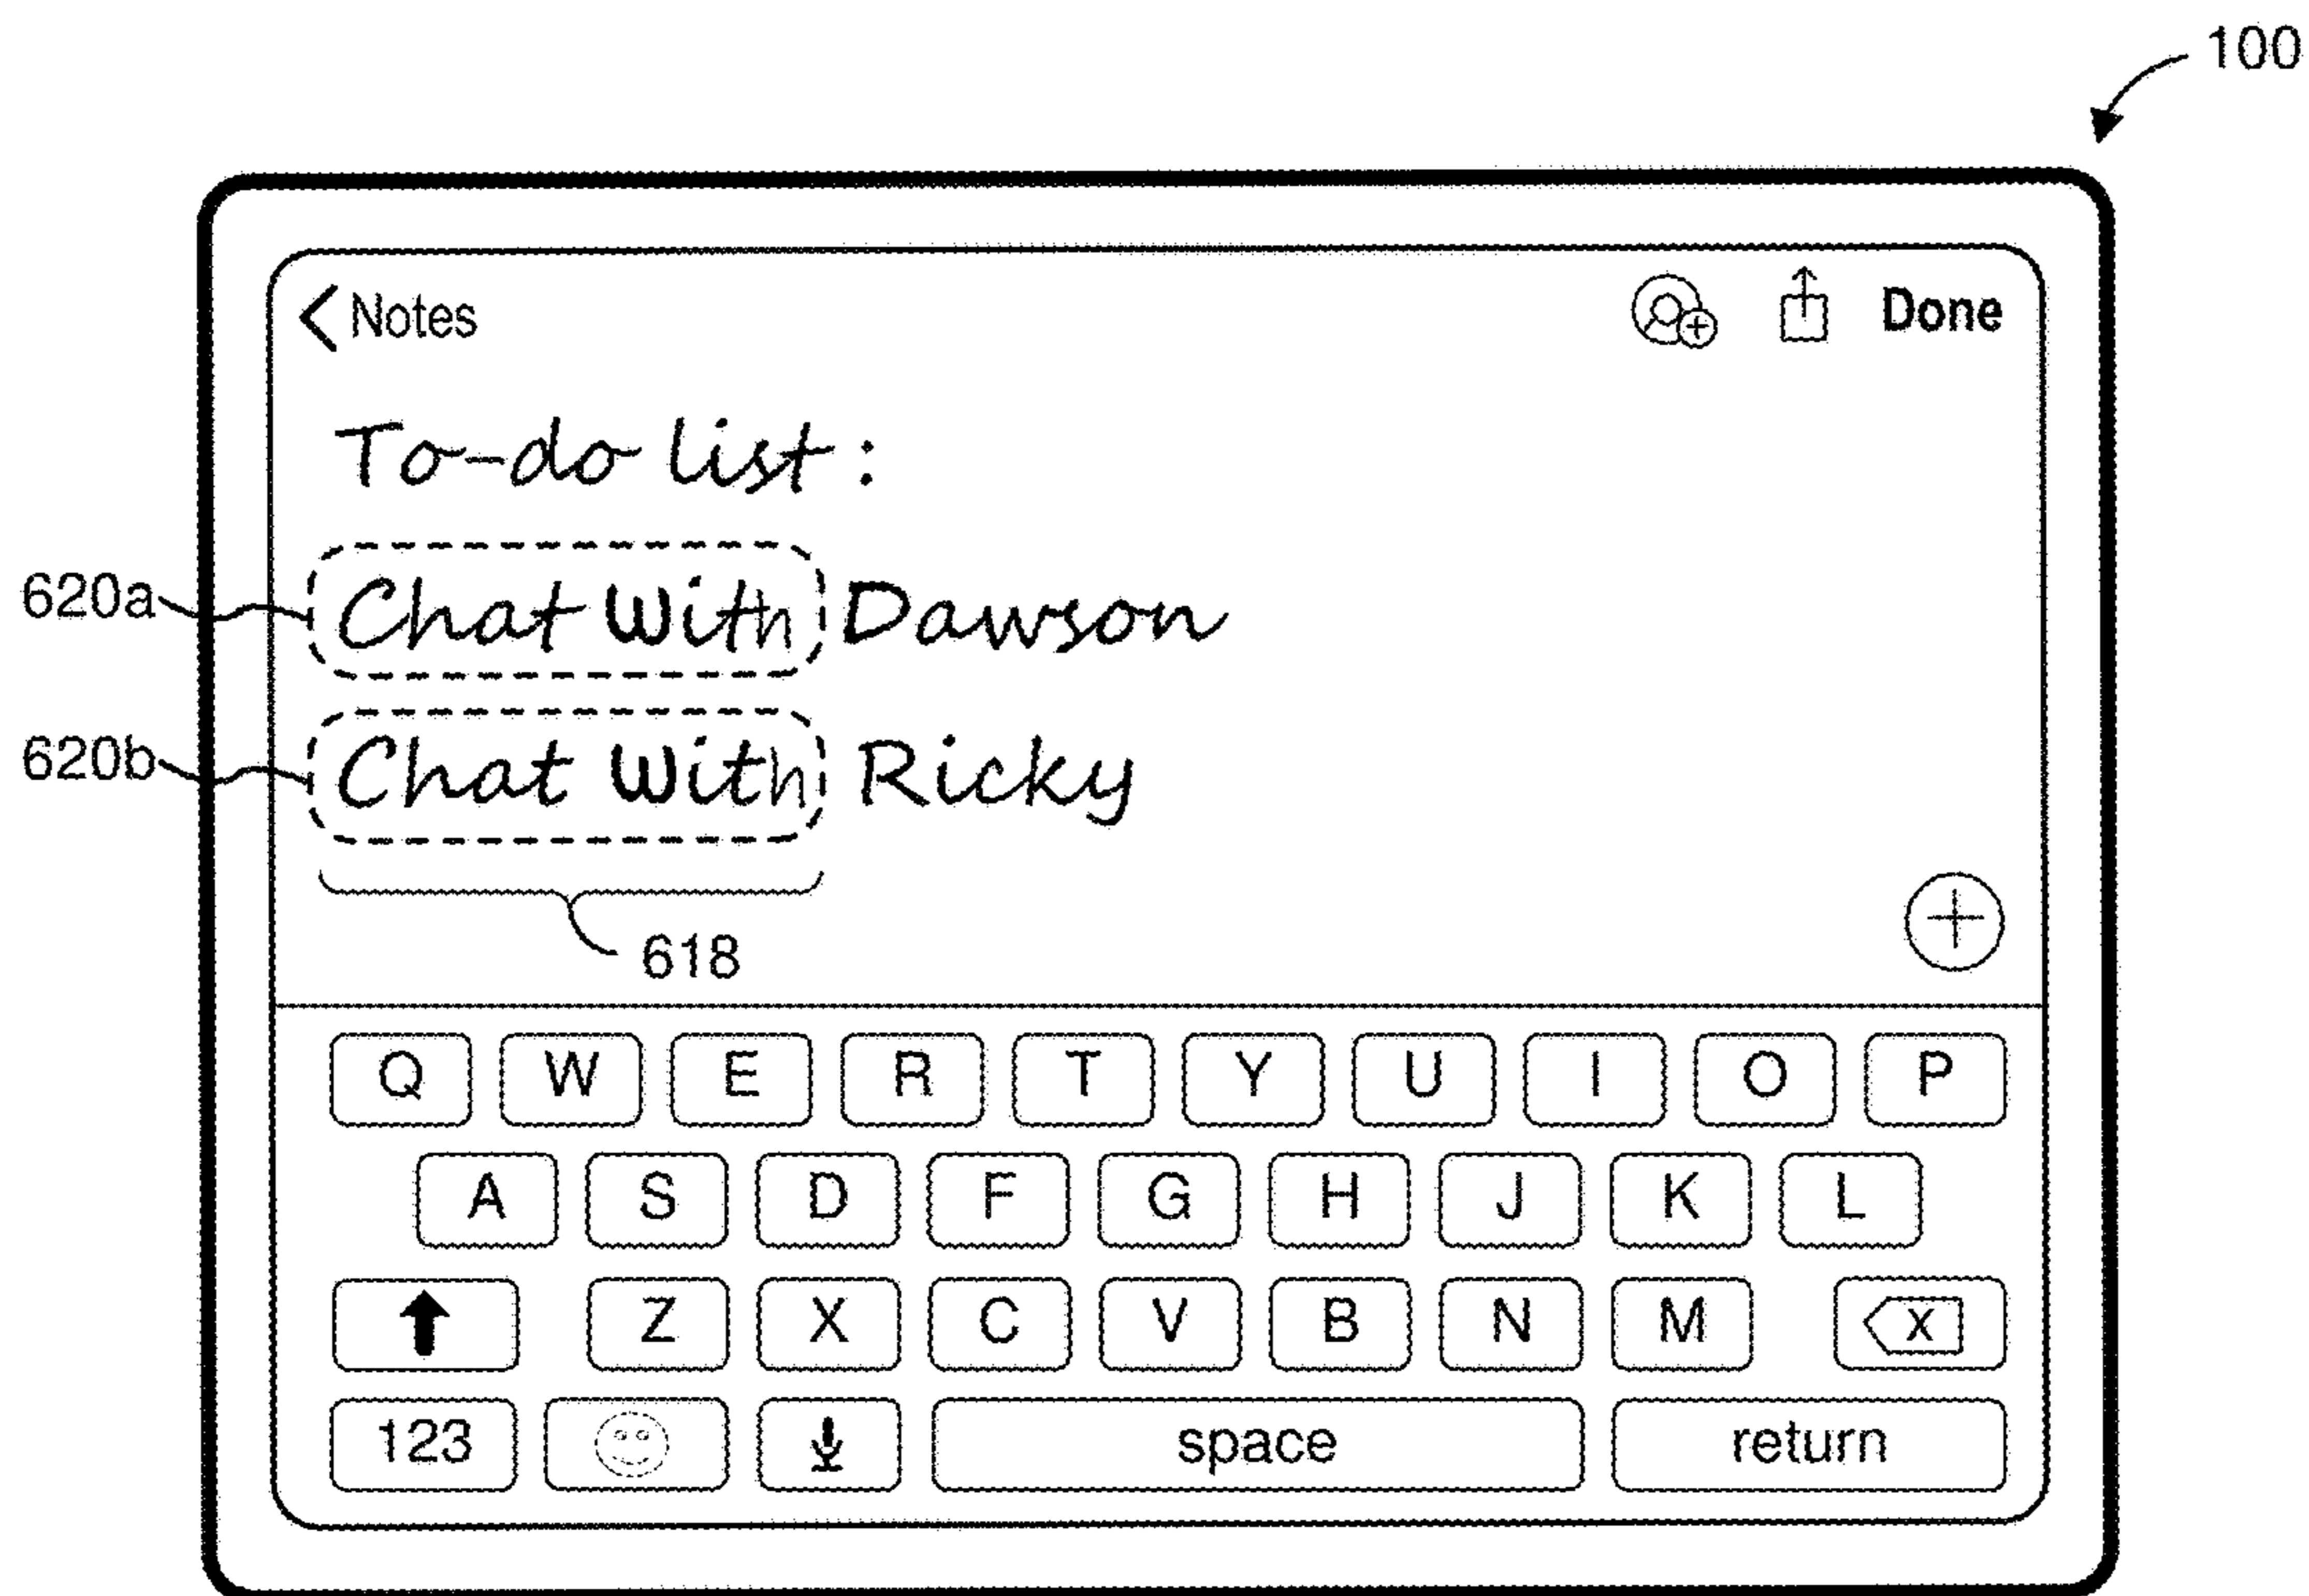 100
< Notes Done
To-do list:
620a Chat With Dawson
620b Chat With Ricky
618
Q W E R T Y U I O P
A S D F G H J K L
Z X C V B N M X
123 space return